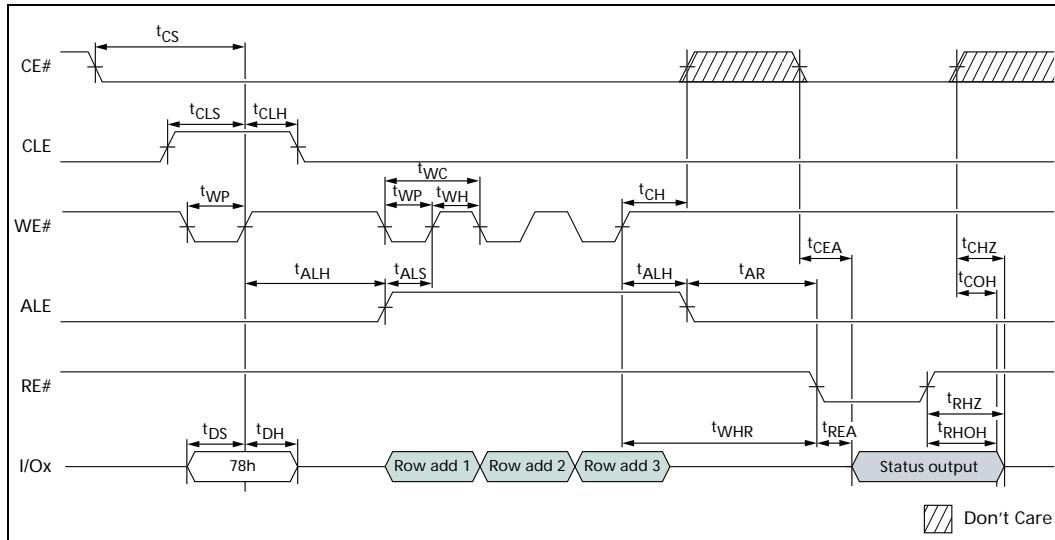 tCS
CE#
tCLS tCLH
CLE
tWC
tWP tWP tWH tCH
WE#
tCEA tCHZ
tALH tALS tALH tAR tCOH
ALE
RE#
tRHZ
tDS tDH tWHR tREA tRHOH
I/Ox 78h Row add 1 Row add 2 Row add 3 Status output
Don't Care